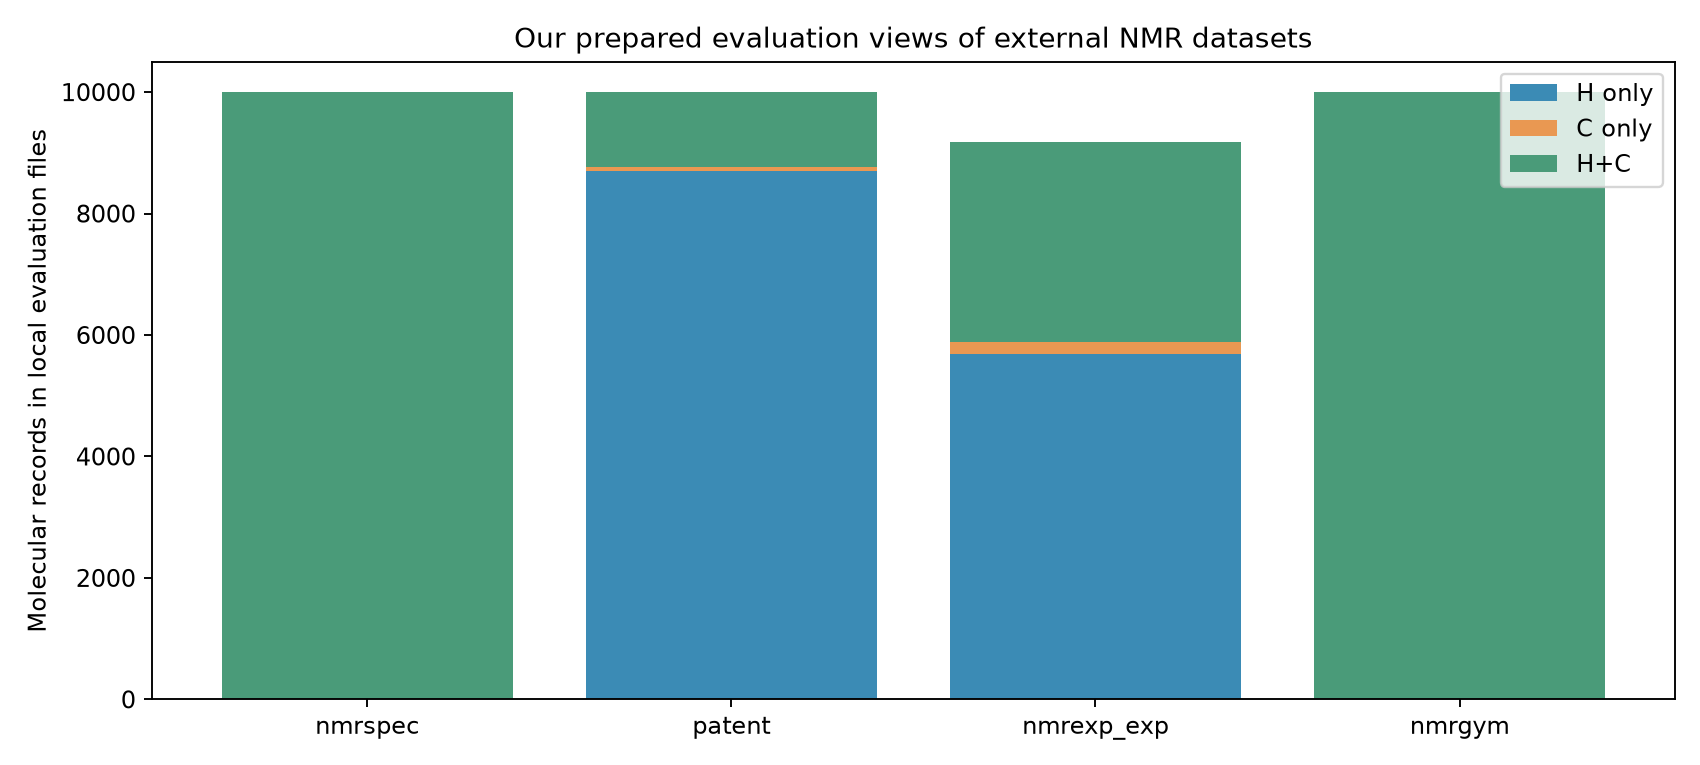 Our prepared evaluation views of external NMR datasets
Molecular records in local evaluation files
10000
8000
6000
4000
2000
0
H only
C only
H+C
nmrspec
patent
nmrexp_exp
nmrgym